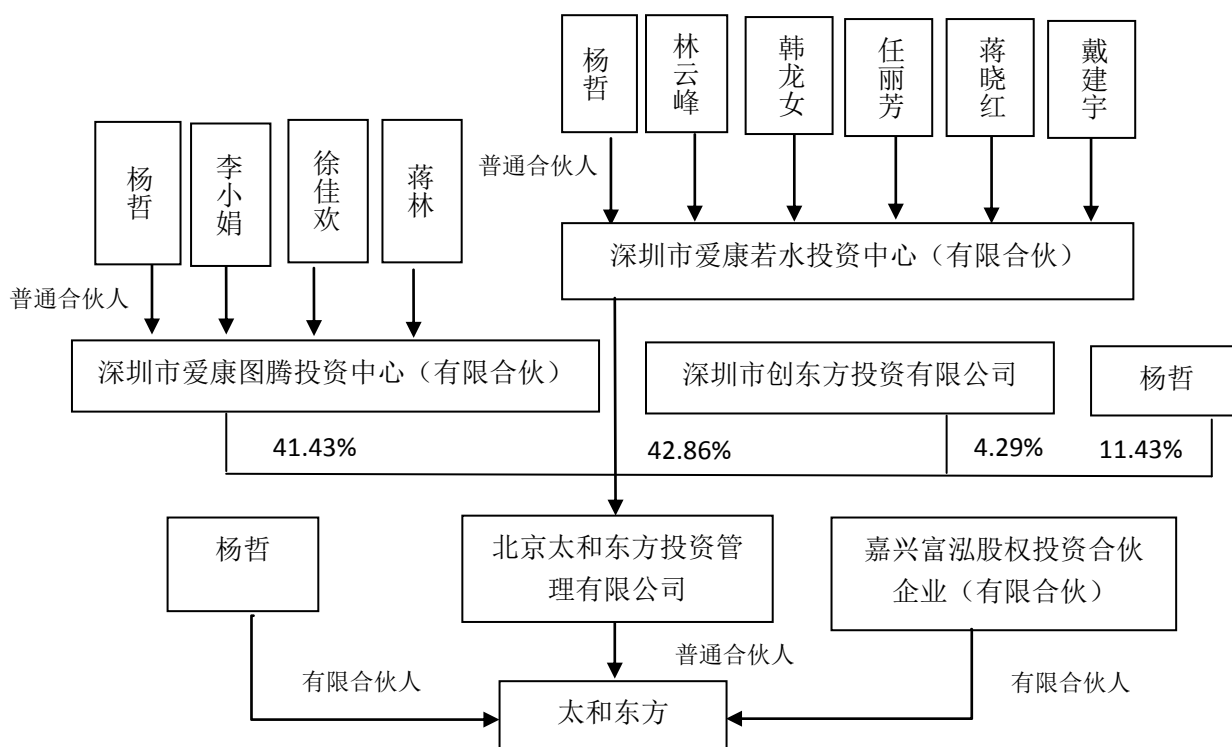 杨哲
林云峰
韩龙女
任丽芳
蒋晓红
戴建宇
杨哲
李小娟
徐佳欢
蒋林
普通合伙人
深圳市爱康若水投资中心（有限合伙）
普通合伙人
深圳市爱康图腾投资中心（有限合伙）
深圳市创东方投资有限公司
杨哲
41.43%
42.86%
4.29%
11.43%
杨哲
北京太和东方投资管
理有限公司
嘉兴富泓股权投资合伙
企业（有限合伙）
有限合伙人
普通合伙人
有限合伙人
太和东方